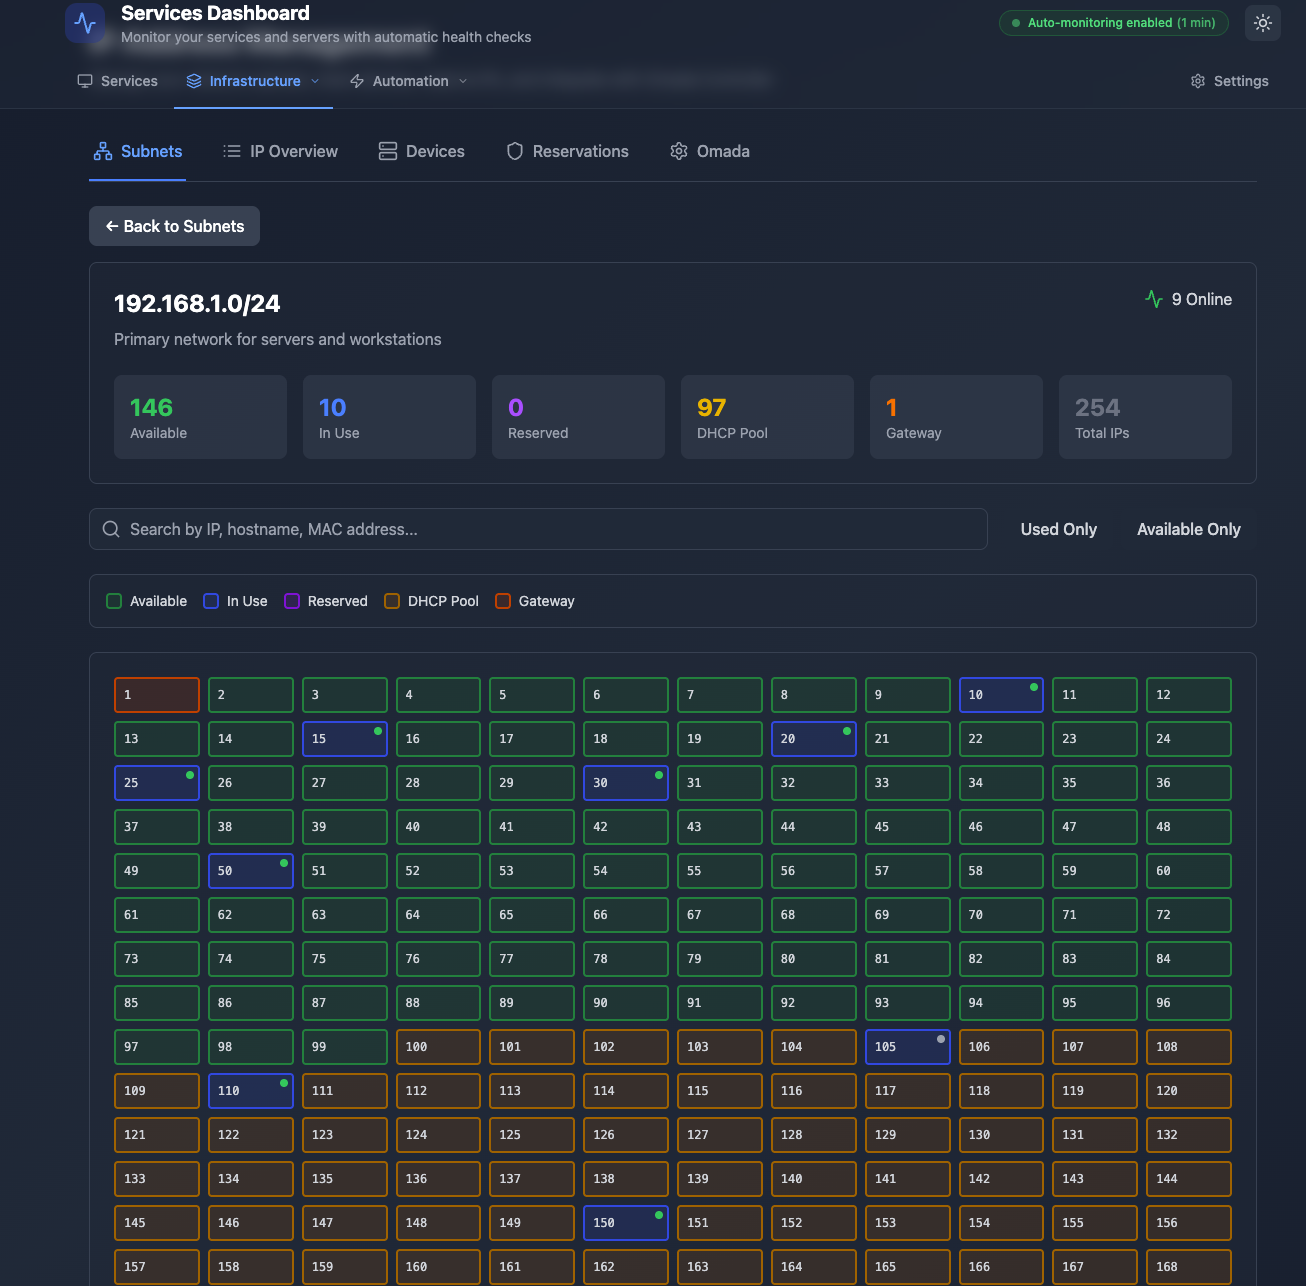 Services Dashboard
Monitor your services and servers with automatic health checks
Auto-monitoring enabled (1 min)
Services Infrastructure Automation Settings
Subnets IP Overview Devices Reservations Omada
← Back to Subnets
192.168.1.0/24
9 Online
Primary network for servers and workstations
146 10 0 97 1 254
Available In Use Reserved DHCP Pool Gateway Total IPs
Search by IP, hostname, MAC address...
Used Only Available Only
Available In Use Reserved DHCP Pool Gateway
1 2 3 4 5 6 7 8 9 10 11 12
13 14 15 16 17 18 19 20 21 22 23 24
25 26 27 28 29 30 31 32 33 34 35 36
37 38 39 40 41 42 43 44 45 46 47 48
49 50 51 52 53 54 55 56 57 58 59 60
61 62 63 64 65 66 67 68 69 70 71 72
73 74 75 76 77 78 79 80 81 82 83 84
85 86 87 88 89 90 91 92 93 94 95 96
97 98 99 100 101 102 103 104 105 106 107 108
109 110 111 112 113 114 115 116 117 118 119 120
121 122 123 124 125 126 127 128 129 130 131 132
133 134 135 136 137 138 139 140 141 142 143 144
145 146 147 148 149 150 151 152 153 154 155 156
157 158 159 160 161 162 163 164 165 166 167 168